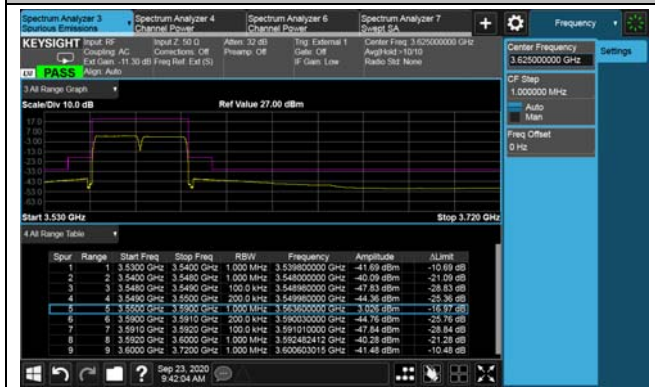 Spectrum Analyzer 3
Spurious Emissions
Spectrum Analyzer 4
Channel Power
Spectrum Analyzer 6
Channel Power
Spectrum Analyzer 7
Swept SA
+
Frequency
KEYSIGHT Input: RF
Coupling: AC
Ext Gain: -11.30 dB
Align: Auto
Input Z: 50 Ω
Corrections: Off
Freq Ref: Ext (S)
Atten: 32 dB
Preamp: Off
Trig: External 1
Gate: Off
IF Gain: Low
Center Freq: 3.625000000 GHz
Avg|Hold:>10/10
Radio Std: None
PASS
Center Frequency
3.625000000 GHz
Settings
CF Step
1.000000 MHz
Auto
Man
Freq Offset
0 Hz
3 All Range Graph
Scale/Div 10.0 dB
Ref Value 27.00 dBm
17.0
7.00
-3.00
-13.0
-23.0
-33.0
-43.0
-53.0
-63.0
Start 3.530 GHz
Stop 3.720 GHz
4 All Range Table
Spur Range Start Freq Stop Freq RBW Frequency Amplitude ΔLimit
1 1 3.5300 GHz 3.5400 GHz 1.000 MHz 3.539800000 GHz -41.69 dBm -10.69 dB
2 2 3.5400 GHz 3.5480 GHz 1.000 MHz 3.548000000 GHz -40.09 dBm -21.09 dB
3 3 3.5480 GHz 3.5490 GHz 100.0 kHz 3.548980000 GHz -47.83 dBm -28.83 dB
4 4 3.5490 GHz 3.5500 GHz 200.0 kHz 3.549980000 GHz -44.36 dBm -25.36 dB
5 5 3.5500 GHz 3.5900 GHz 1.000 MHz 3.563600000 GHz 3.026 dBm -16.97 dB
6 6 3.5900 GHz 3.5910 GHz 200.0 kHz 3.590030000 GHz -44.76 dBm -25.76 dB
7 7 3.5910 GHz 3.5920 GHz 100.0 kHz 3.591010000 GHz -47.84 dBm -28.84 dB
8 8 3.5920 GHz 3.6000 GHz 1.000 MHz 3.592482412 GHz -40.28 dBm -21.28 dB
9 9 3.6000 GHz 3.7200 GHz 1.000 MHz 3.600603015 GHz -41.48 dBm -10.48 dB
?
Sep 23, 2020
9:42:04 AM